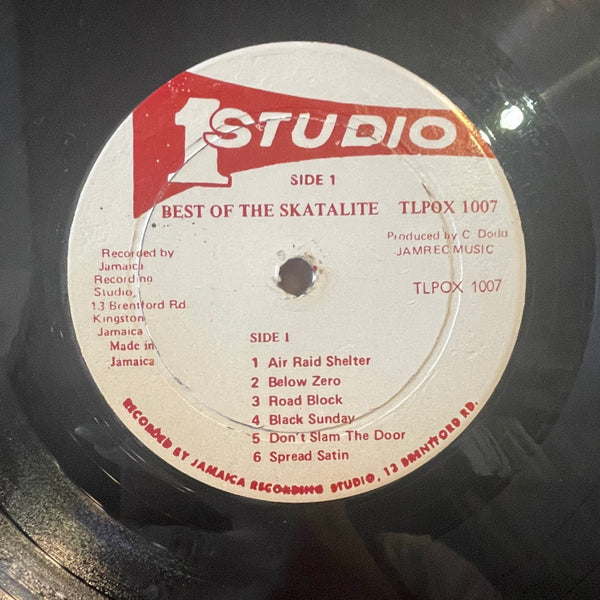 1 STUDIO
SIDE 1
BEST OF THE SKATALITE TLPOX 1007
Produced by C. Dodd
JAMREC MUSIC
TLPOX 1007
Recorded by
Jamaica
Recording
Studio,
13 Brentford Rd.
Kingston
Jamaica
Made in
Jamaica
SIDE 1
1 Air Raid Shelter
2 Below Zero
3 Road Block
4 Black Sunday
5 Don't Slam The Door
6 Spread Satin
RECORDED BY JAMAICA RECORDING STUDIO, 13 BRENTFORD RD.